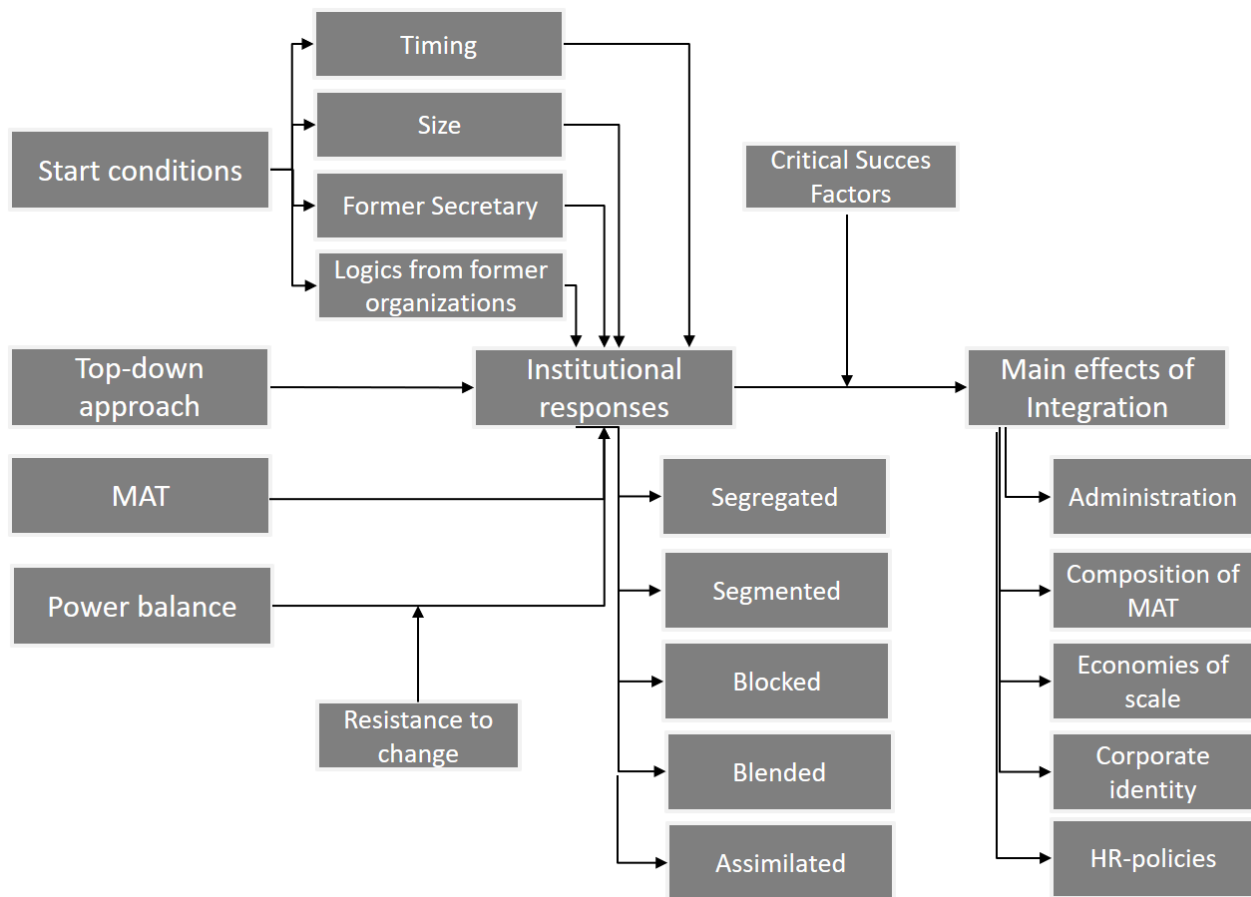 Timing
Size
Start conditions
Former Secretary
Logics from former
organizations
Critical Succes
Factors
Top-down
approach
Institutional
responses
Main effects of
Integration
MAT
Power balance
Resistance to
change
Segregated
Segmented
Blocked
Blended
Assimilated
Administration
Composition of
MAT
Economies of
scale
Corporate
identity
HR-policies